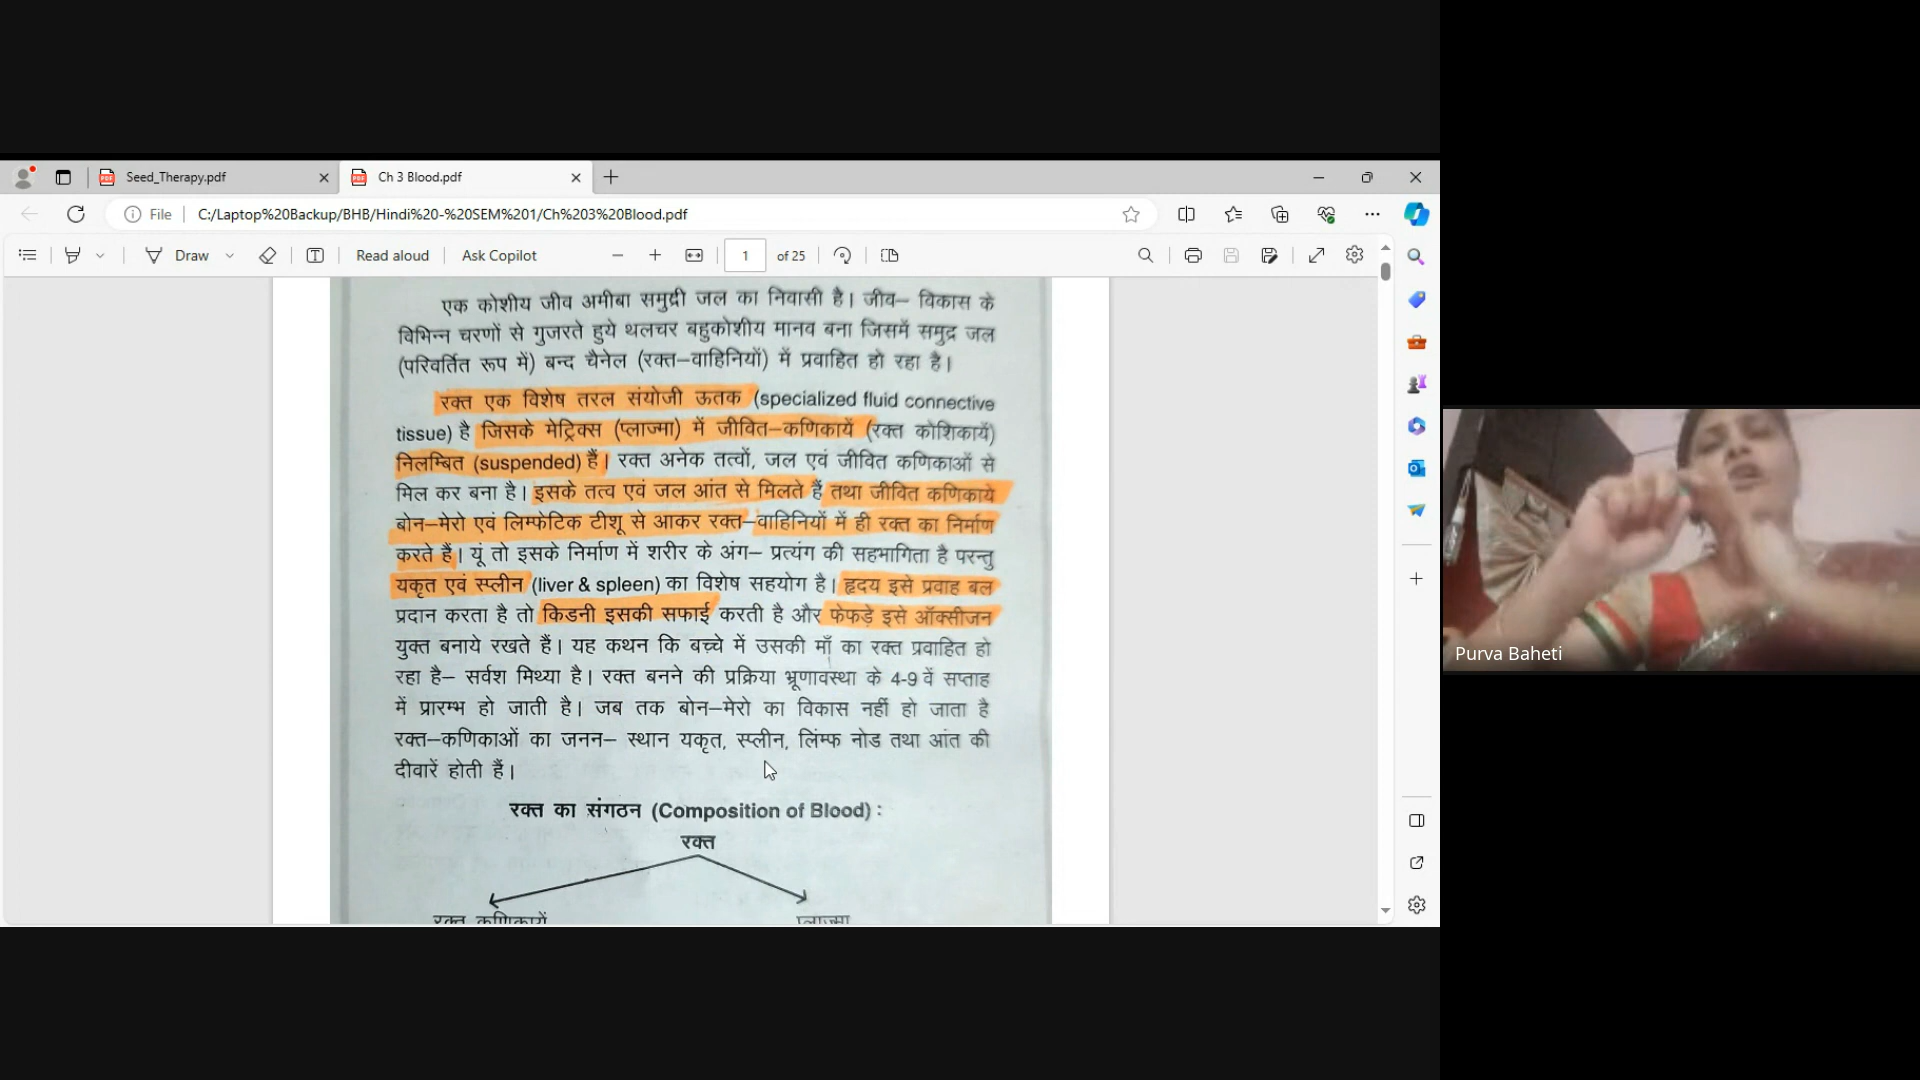 Seed_Therapy.pdf
Ch 3 Blood.pdf
File
C:/Laptop%20Backup/BHB/Hindi%20-%20SEM%201/Ch%203%20Blood.pdf
Draw
Read aloud
Ask Copilot
1
of 25
एक कोशीय जीव अमीबा समुद्री जल का निवासी है। जीव– विकास के
विभिन्न चरणों से गुजरते हुये थलचर बहुकोशीय मानव बना जिसमें समुद्र जल
(परिवर्तित रूप में) बन्द चैनेल (रक्त–वाहिनियों) में प्रवाहित हो रहा है।
रक्त एक विशेष तरल संयोजी ऊतक (specialized fluid connective
tissue) है जिसके मेट्रिक्स (प्लाज्मा) में जीवित–कणिकायें (रक्त कोशिकायें)
निलम्बित (suspended) हैं। रक्त अनेक तत्वों, जल एवं जीवित कणिकाओं से
मिल कर बना है। इसके तत्व एवं जल आंत से मिलते हैं तथा जीवित कणिकाये
बोन–मेरो एवं लिम्फेटिक टीशू से आकर रक्त–वाहिनियों में ही रक्त का निर्माण
करते हैं। यूं तो इसके निर्माण में शरीर के अंग– प्रत्यंग की सहभागिता है परन्तु
यकृत एवं स्प्लीन (liver & spleen) का विशेष सहयोग है। हृदय इसे प्रवाह बल
प्रदान करता है तो किडनी इसकी सफाई करती है और फेफड़े इसे ऑक्सीजन
युक्त बनाये रखते हैं। यह कथन कि बच्चे में उसकी माँ का रक्त प्रवाहित हो
रहा है– सर्वश मिथ्या है। रक्त बनने की प्रक्रिया भ्रूणावस्था के 4-9 वें सप्ताह
में प्रारम्भ हो जाती है। जब तक बोन–मेरो का विकास नहीं हो जाता है
रक्त–कणिकाओं का जनन– स्थान यकृत, स्प्लीन, लिंम्फ नोड तथा आंत की
दीवारें होती हैं।
रक्त का संगठन (Composition of Blood) :
रक्त
रक्त कणिकायें
प्लाज्मा
Purva Baheti